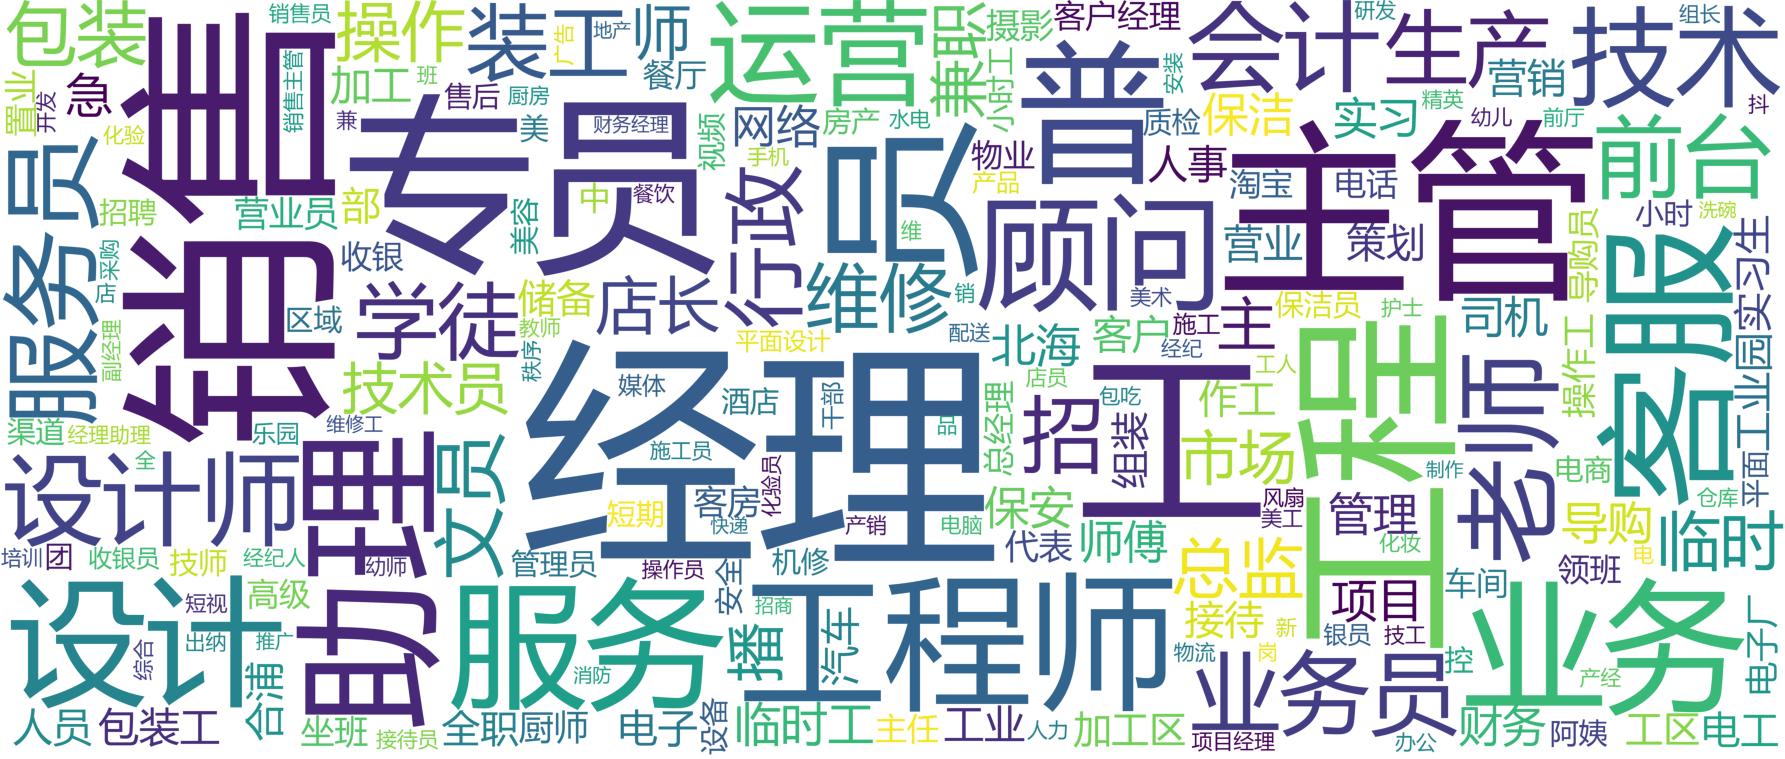 包装
销售
销售员
销售主管
操作
装
工
师
地产
广告
运营
兼职
摄影
客户经理
会计
研发
生产
技术
组长
置业
开发
急
加工
班
售后
厨房
餐厅
小时工
普工
安装
营销
精英
抖
化验
兼
专员
美
财务经理
视频
网络
房产
水电
质检
保洁
实习
幼儿
前厅
前台
服务员
招聘
营业员
部
中
餐饮
手机
行政
员
物业
产品
人事
淘宝
电话
主管
小时
洗碗
店采购
收银
美容
维
顾问
营业
策划
导购员
客服
实习生
区域
学徒
储备
店长
教师
维修
销
美术
保洁员
护士
司机
副经理
秩序
平面设计
配送
北海
客户
施工
经纪
主
工程
技术员
媒体
酒店
干部
店员
包吃
工人
老师
操作工
工业园
渠道
经理助理
乐园
维修工
经理
施工员
品
总经理
招工
组装
作工
市场
制作
电商
平面
全
设计师
助理
文员
短期
客房
化验员
快递
产销
电脑
保安
风扇
美工
管理
化妆
导购
仓库
临时
培训
团
收银员
技师
经纪人
幼师
管理员
操作员
机修
代表
师傅
总监
车间
领班
电
设计
短视
高级
服务
安全
招商
工程师
接待
项目
业务
综合
出纳
推广
消防
播
汽车
新
银员
技工
电子厂
合浦
物流
岗
业务员
控
产经
人员
包装工
坐班
接待员
全职
厨师
电子
设备
临时工
主任
工业
人力
加工区
项目经理
办公
财务
阿姨
工区
电工